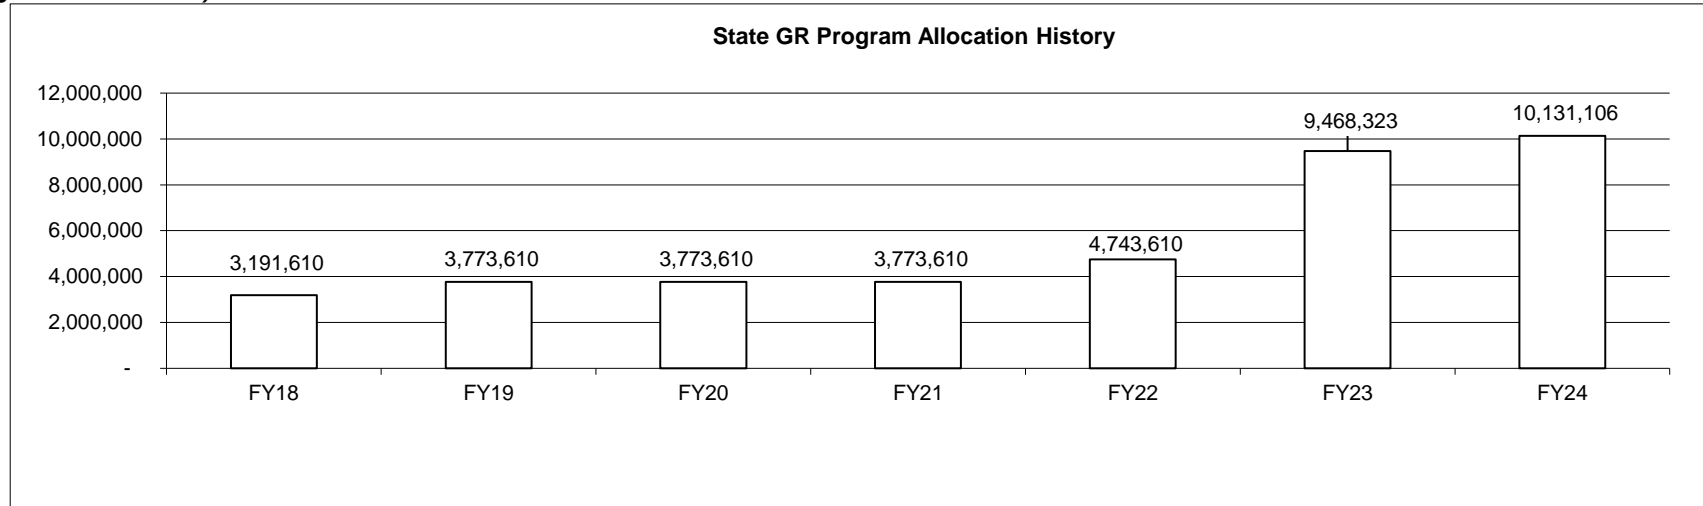 State GR Program Allocation History
12,000,000
10,000,000
8,000,000
6,000,000
4,000,000
2,000,000
-
3,191,610
3,773,610
3,773,610
3,773,610
4,743,610
9,468,323
10,131,106
FY18
FY19
FY20
FY21
FY22
FY23
FY24